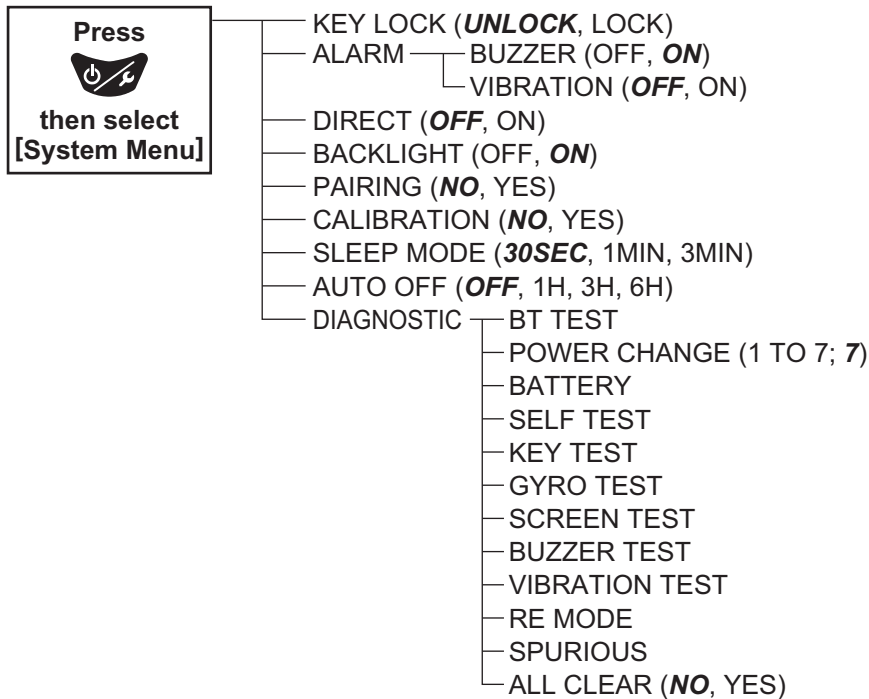 Press
then select
[System Menu]
KEY LOCK (UNLOCK, LOCK)
ALARM
BUZZER (OFF, ON)
VIBRATION (OFF, ON)
DIRECT (OFF, ON)
BACKLIGHT (OFF, ON)
PAIRING (NO, YES)
CALIBRATION (NO, YES)
SLEEP MODE (30SEC, 1MIN, 3MIN)
AUTO OFF (OFF, 1H, 3H, 6H)
DIAGNOSTIC
BT TEST
POWER CHANGE (1 TO 7; 7)
BATTERY
SELF TEST
KEY TEST
GYRO TEST
SCREEN TEST
BUZZER TEST
VIBRATION TEST
RE MODE
SPURIOUS
ALL CLEAR (NO, YES)